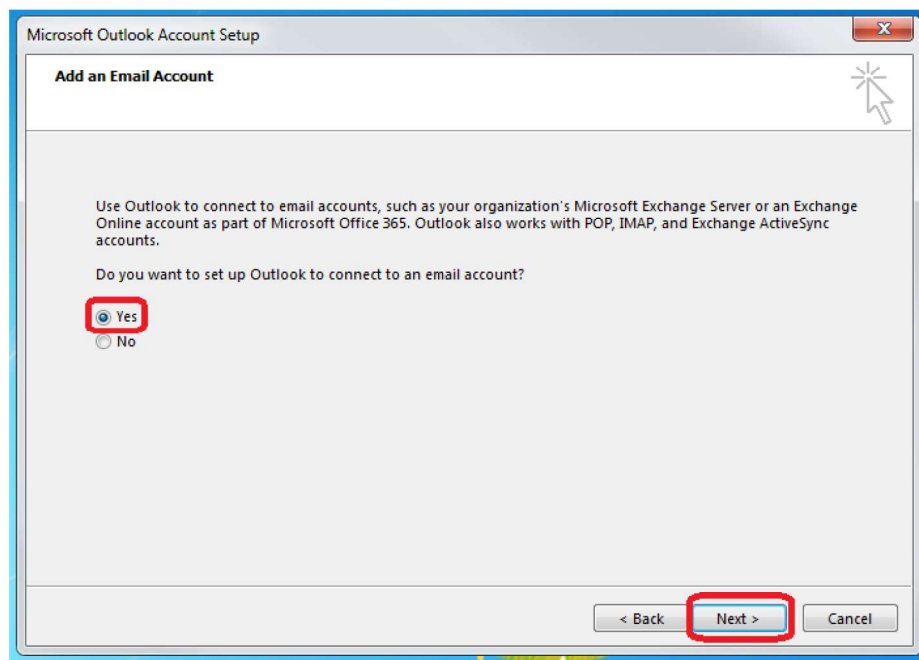 Microsoft Outlook Account Setup
Add an Email Account
Use Outlook to connect to email accounts, such as your organization's Microsoft Exchange Server or an Exchange
Online account as part of Microsoft Office 365. Outlook also works with POP, IMAP, and Exchange ActiveSync
accounts.
Do you want to set up Outlook to connect to an email account?
Yes
No
< Back Next > Cancel